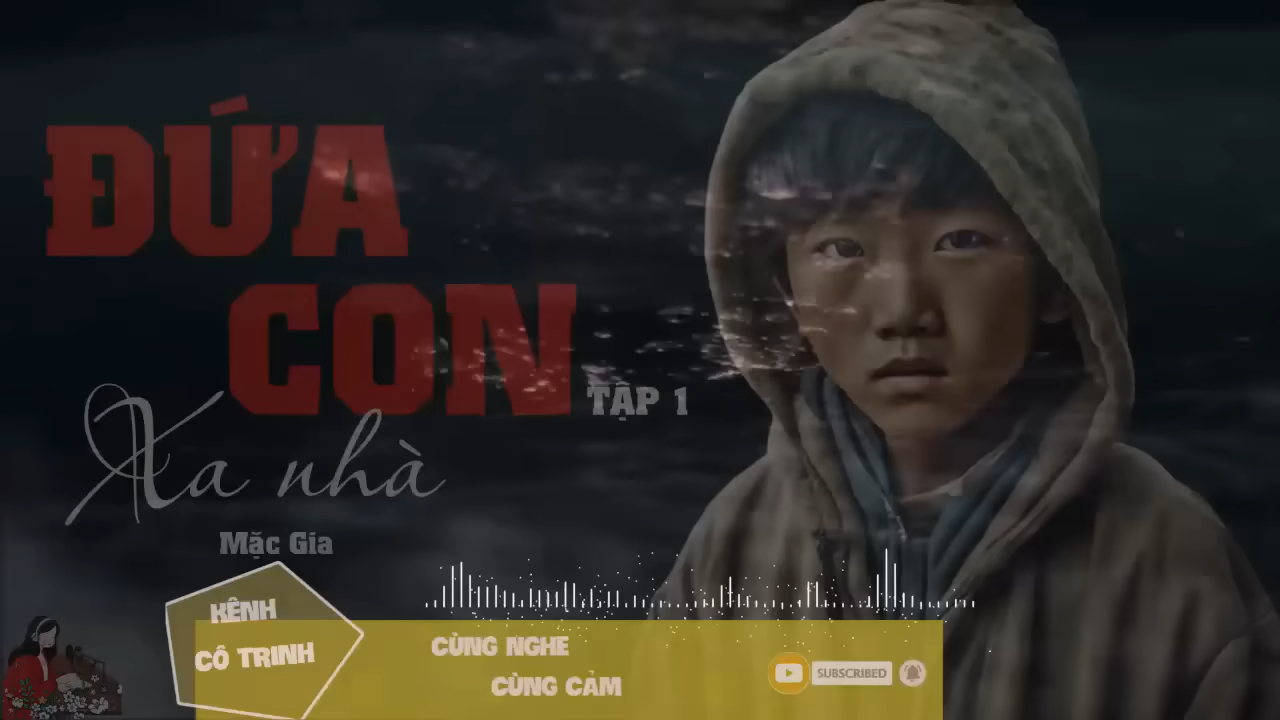 ĐỨA
CON
TẬP 1
Xa nhà
Mặc Gia
KÊNH
CÔ TRINH
CÙNG NGHE
CÙNG CẢM
SUBSCRIBED